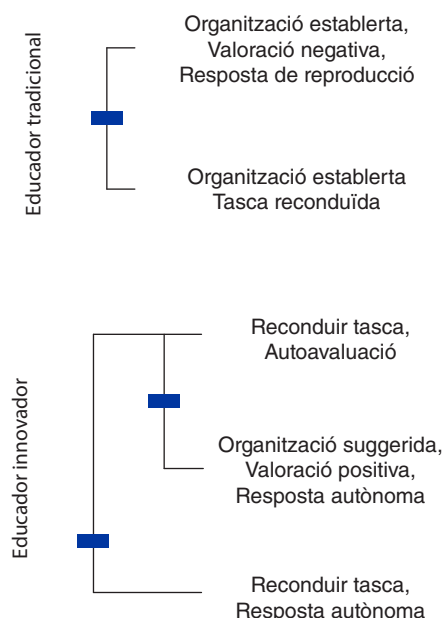 Educador tradicional
Organització establerta,
Valoració negativa,
Resposta de reproducció
Organització establerta
Tasca reconduïda
Educador innovador
Reconduir tasca,
Autoavaluació
Organització suggerida,
Valoració positiva,
Resposta autònoma
Reconduir tasca,
Resposta autònoma